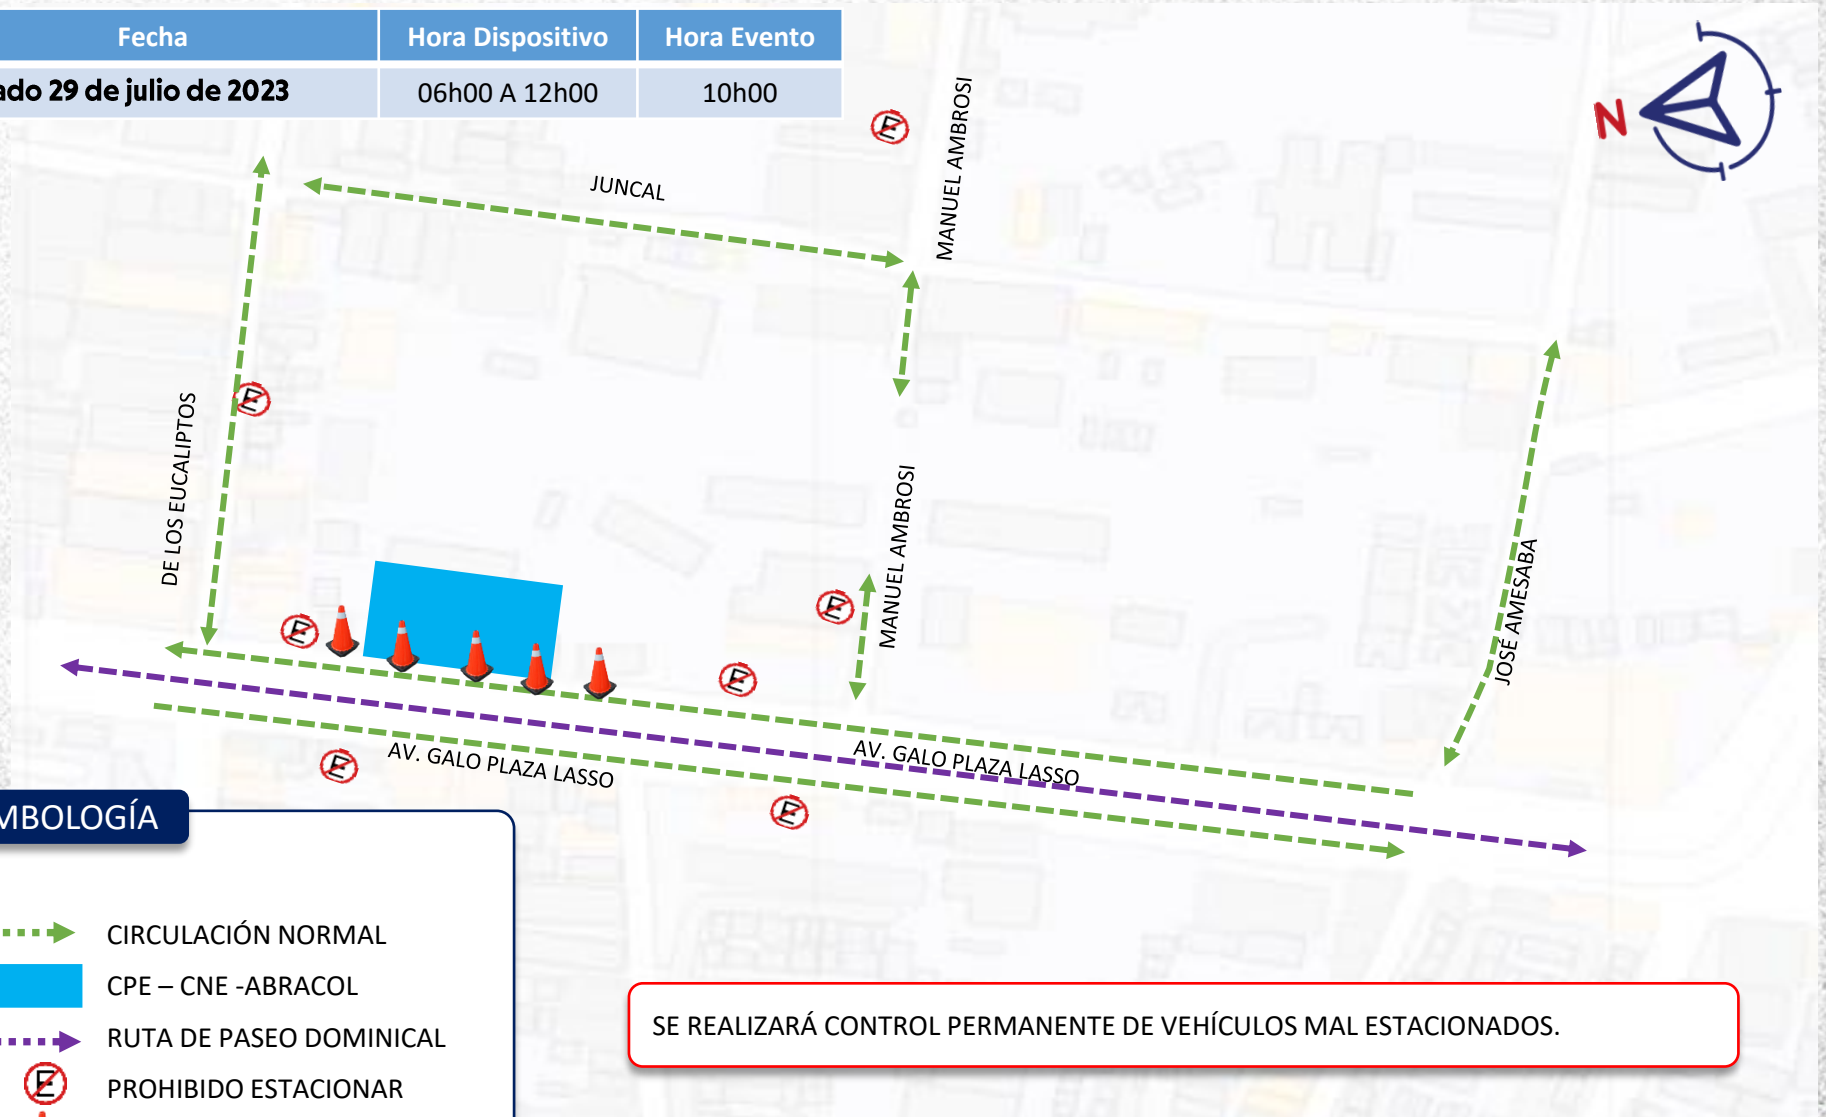 Fecha Hora Dispositivo Hora Evento
ado 29 de julio de 2023 06h00 A 12h00 10h00
N
MANUEL AMBROSI
JUNCAL
DE LOS EUCALIPTOS
MANUEL AMBROSI
JOSÉ AMESABA
AV. GALO PLAZA LASSO
AV. GALO PLAZA LASSO
MBOLOGÍA
CIRCULACIÓN NORMAL
CPE – CNE -ABRACOL
RUTA DE PASEO DOMINICAL
E PROHIBIDO ESTACIONAR
SE REALIZARÁ CONTROL PERMANENTE DE VEHÍCULOS MAL ESTACIONADOS.
E
E
E
E
E
E
E